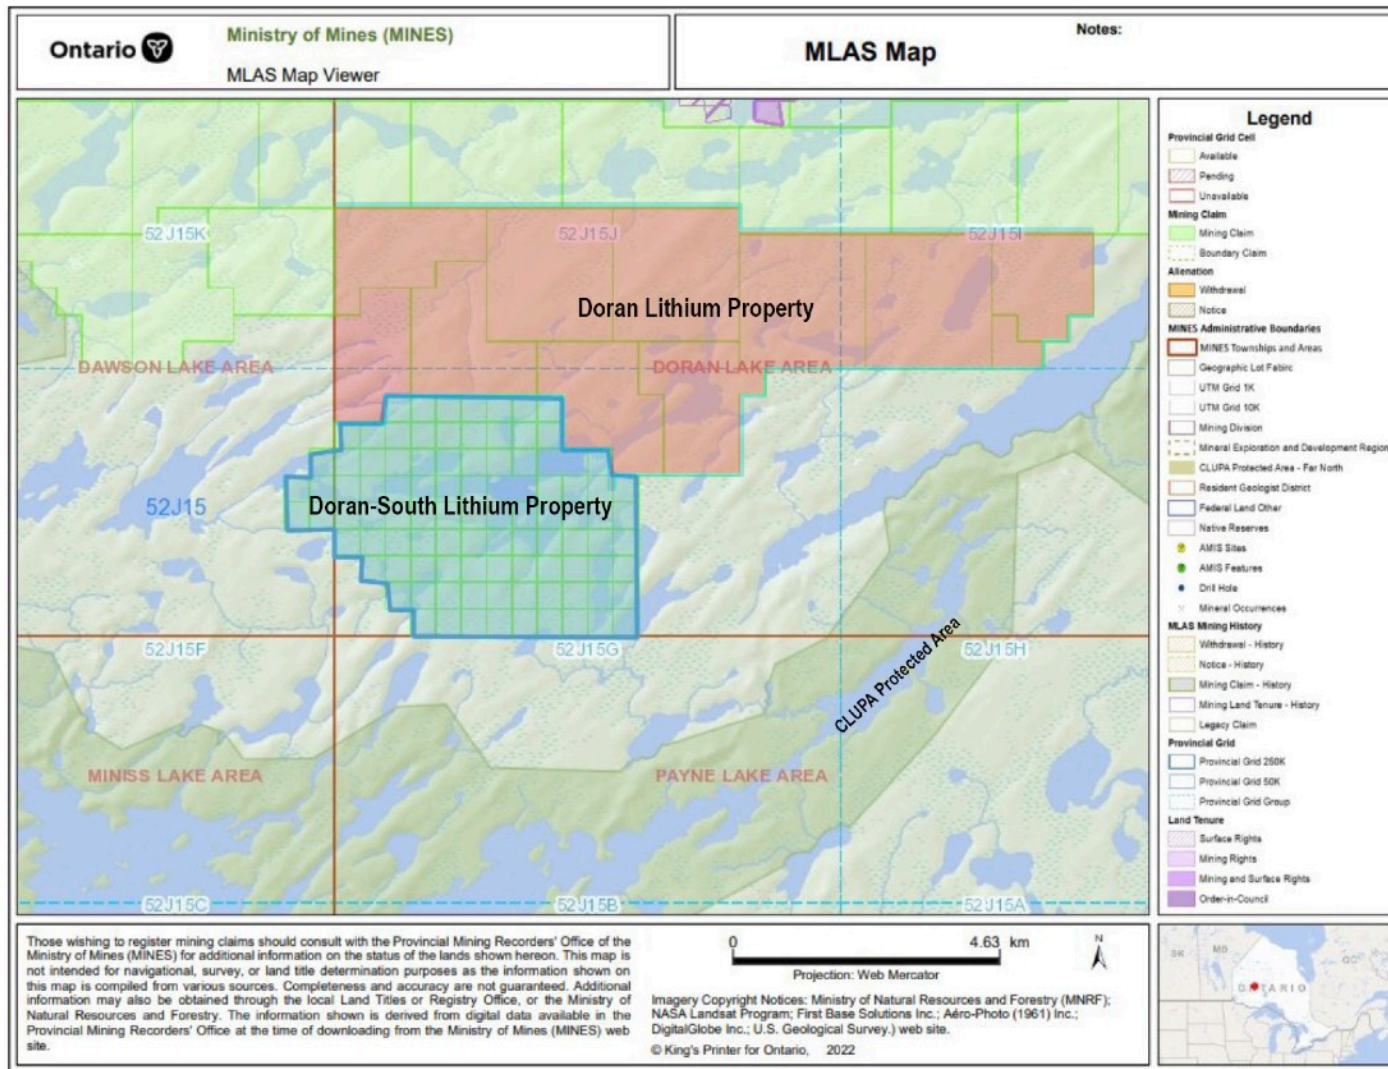 Ontario
Ministry of Mines (MINES)
MLAS Map Viewer
MLAS Map
Notes:
52J15K
52J15J
52J15I
Doran Lithium Property
DAWSON LAKE AREA
DORAN LAKE AREA
52J15
Doran-South Lithium Property
52J15F
52J15G
52J15H
CLUPA Protected Area
MINISS LAKE AREA
PAYNE LAKE AREA
52J15C
52J15B
52J15A
Legend
Provincial Grid Cell
Available
Pending
Unavailable
Mining Claim
Mining Claim
Boundary Claim
Alienation
Withdrawal
Notice
MINES Administrative Boundaries
MINES Townships and Areas
Geographic Lot Fabirc
UTM Grid 1K
UTM Grid 10K
Mining Division
Mineral Exploration and Development Region
CLUPA Protected Area - Far North
Resident Geologist District
Federal Land Other
Native Reserves
AMIS Sites
AMIS Features
Drill Hole
Mineral Occurrences
MLAS Mining History
Withdrawal - History
Notice - History
Mining Claim - History
Mining Land Tenure - History
Legacy Claim
Provincial Grid
Provincial Grid 250K
Provincial Grid 50K
Provincial Grid Group
Land Tenure
Surface Rights
Mining Rights
Mining and Surface Rights
Order-in-Council
Those wishing to register mining claims should consult with the Provincial Mining Recorders' Office of the
Ministry of Mines (MINES) for additional information on the status of the lands shown hereon. This map is
not intended for navigational, survey, or land title determination purposes as the information shown on
this map is compiled from various sources. Completeness and accuracy are not guaranteed. Additional
information may also be obtained through the local Land Titles or Registry Office, or the Ministry of
Natural Resources and Forestry. The information shown is derived from digital data available in the
Provincial Mining Recorders' Office at the time of downloading from the Ministry of Mines (MINES) web
site.
0 4.63 km
Projection: Web Mercator
N
Imagery Copyright Notices: Ministry of Natural Resources and Forestry (MNRF);
NASA Landsat Program; First Base Solutions Inc.; Aéro-Photo (1961) Inc.;
DigitalGlobe Inc.; U.S. Geological Survey.) web site.
© King's Printer for Ontario, 2022
SK
ONTARIO